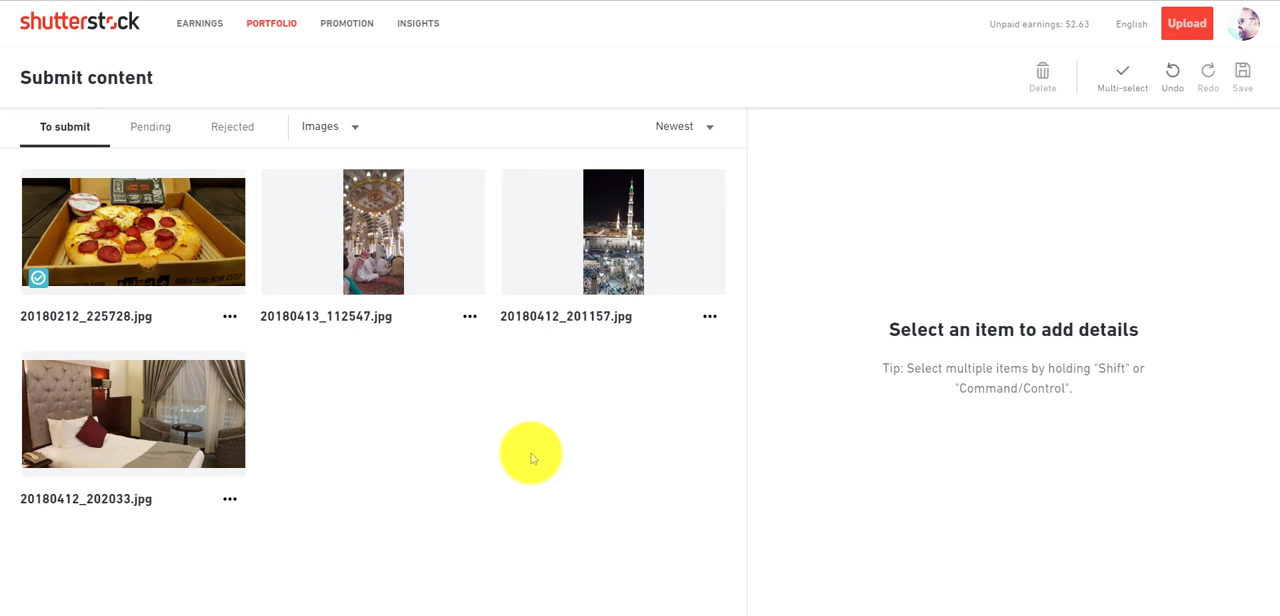 shutterstock
EARNINGS PORTFOLIO PROMOTION INSIGHTS
Unpaid earnings: $2.63 English Upload
Submit content
Delete Multi-select Undo Redo Save
To submit Pending Rejected Images Newest
20180212_225728.jpg 20180413_112547.jpg 20180412_201157.jpg
20180412_202033.jpg
Select an item to add details
Tip: Select multiple items by holding "Shift" or
"Command/Control".